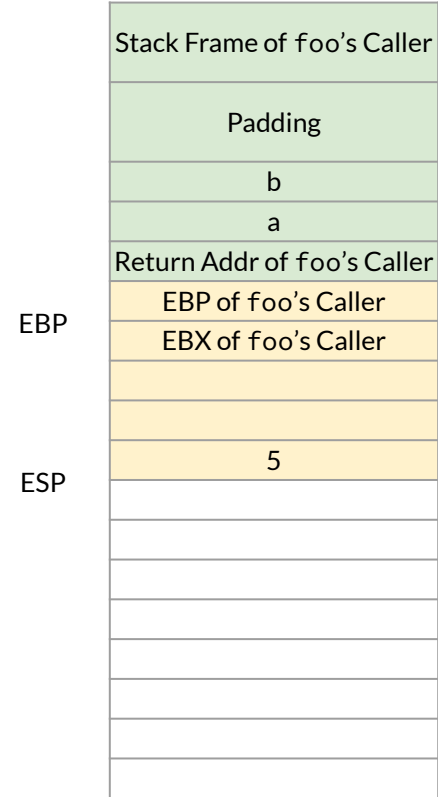 Stack Frame of foo’s Caller
Padding
b
a
Return Addr of foo’s Caller
EBP of foo’s Caller
EBP
EBX of foo’s Caller
5
ESP